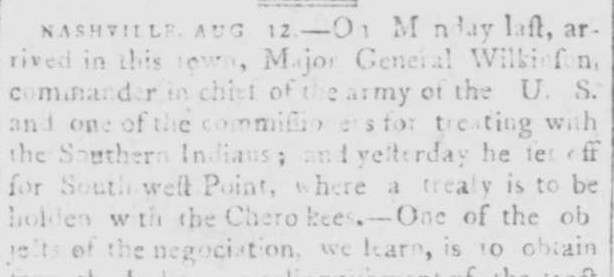 NASHVILLE, AUG 12.—On Monday laſt, ar-
rived in this town, Major General Wilkinſon,
commander in chief of the army of the U. S.
and one of the commiſſioners for treating with
the Southern Indians; and yeſterday he ſet off
for South weſt Point, where a treaty is to be
holden with the Cherokees.—One of the ob
jects of the negociation, we learn, is to obtain